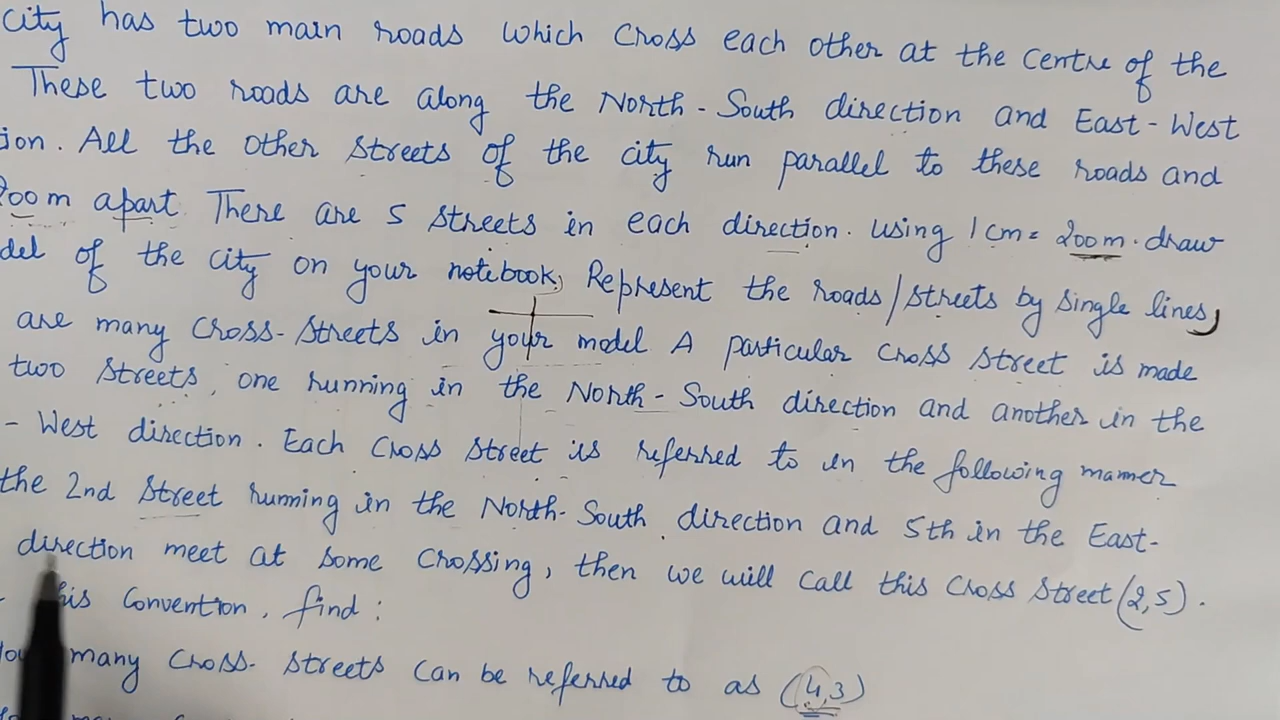 city has two main roads which cross each other at the centre of the
These two roads are along the North-South direction and East-West
ion. All the other streets of the city run parallel to these roads and
200m apart. There are 5 streets in each direction. Using 1cm = 200m. draw
del of the city on your notebook, Represent the roads/streets by single lines,
are many cross-streets in your model A particular cross street is made
two streets, one running in the North-South direction and another in the
- West direction. Each cross street is referred to in the following manner
the 2nd street running in the North-South direction and 5th in the East-
direction meet at some crossing, then we will call this cross street (2,5).
his convention, find :
many cross-streets can be referred to as (4,3)